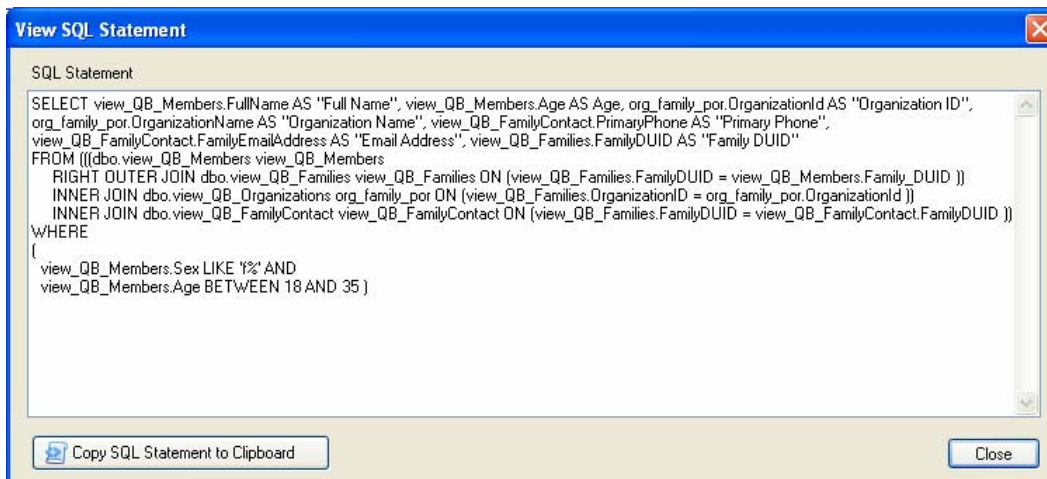 View SQL Statement
SQL Statement
SELECT view_QB_Members.FullName AS "Full Name", view_QB_Members.Age AS Age, org_family_por.OrganizationId AS "Organization ID",
org_family_por.OrganizationName AS "Organization Name", view_QB_FamilyContact.PrimaryPhone AS "Primary Phone",
view_QB_FamilyContact.FamilyEmailAddress AS "Email Address", view_QB_Families.FamilyDUID AS "Family DUID"
FROM (((dbo.view_QB_Members view_QB_Members
RIGHT OUTER JOIN dbo.view_QB_Families view_QB_Families ON (view_QB_Families.FamilyDUID = view_QB_Members.Family_DUID ))
INNER JOIN dbo.view_QB_Organizations org_family_por ON (view_QB_Families.OrganizationID = org_family_por.OrganizationId ))
INNER JOIN dbo.view_QB_FamilyContact view_QB_FamilyContact ON (view_QB_Families.FamilyDUID = view_QB_FamilyContact.FamilyDUID ))
WHERE
(
view_QB_Members.Sex LIKE 'f%' AND
view_QB_Members.Age BETWEEN 18 AND 35 )
Copy SQL Statement to Clipboard
Close